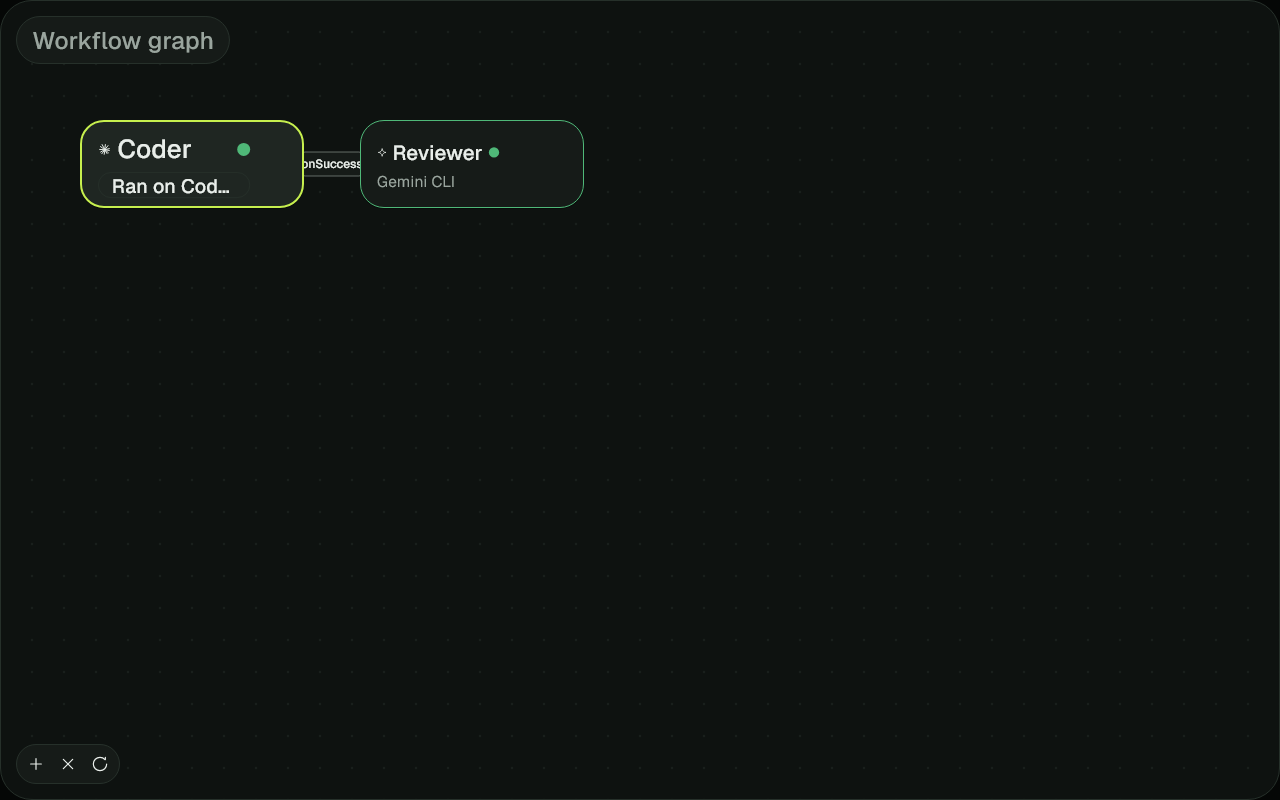 Workflow graph
Coder
Ran on Cod...
onSuccess
Reviewer
Gemini CLI